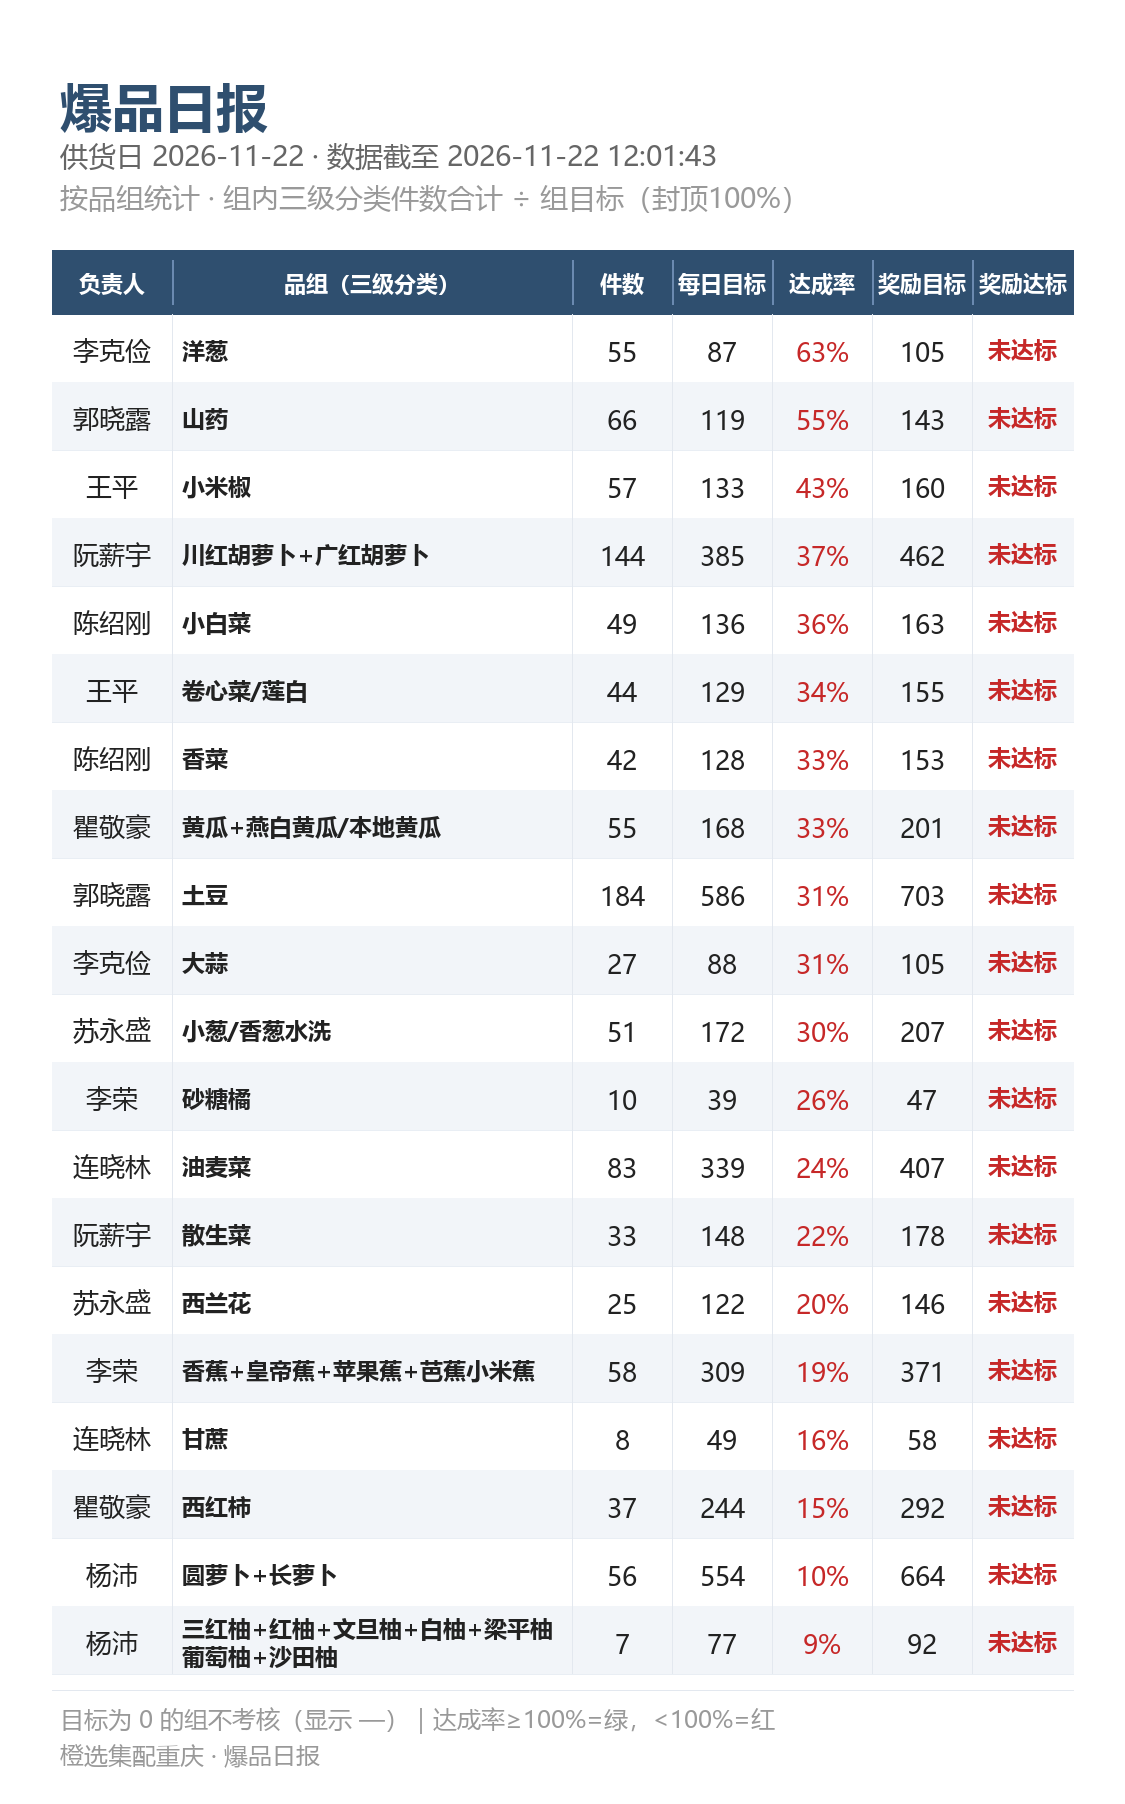 爆品日报
供货日 2026-11-22 · 数据截至 2026-11-22 12:01:43
按品组统计 · 组内三级分类件数合计 ÷ 组目标（封顶100%）
负责人 品组（三级分类） 件数 每日目标 达成率 奖励目标 奖励达标
李克俭 洋葱 55 87 63% 105 未达标
郭晓露 山药 66 119 55% 143 未达标
王平 小米椒 57 133 43% 160 未达标
阮薪宇 川红胡萝卜+广红胡萝卜 144 385 37% 462 未达标
陈绍刚 小白菜 49 136 36% 163 未达标
王平 卷心菜/莲白 44 129 34% 155 未达标
陈绍刚 香菜 42 128 33% 153 未达标
瞿敬豪 黄瓜+燕白黄瓜/本地黄瓜 55 168 33% 201 未达标
郭晓露 土豆 184 586 31% 703 未达标
李克俭 大蒜 27 88 31% 105 未达标
苏永盛 小葱/香葱水洗 51 172 30% 207 未达标
李荣 砂糖橘 10 39 26% 47 未达标
连晓林 油麦菜 83 339 24% 407 未达标
阮薪宇 散生菜 33 148 22% 178 未达标
苏永盛 西兰花 25 122 20% 146 未达标
李荣 香蕉+皇帝蕉+苹果蕉+芭蕉小米蕉 58 309 19% 371 未达标
连晓林 甘蔗 8 49 16% 58 未达标
瞿敬豪 西红柿 37 244 15% 292 未达标
杨沛 圆萝卜+长萝卜 56 554 10% 664 未达标
杨沛 三红柚+红柚+文旦柚+白柚+梁平柚 7 77 9% 92 未达标
葡萄柚+沙田柚
目标为 0 的组不考核（显示 —）｜达成率≥100%=绿，<100%=红
橙选集配重庆 · 爆品日报